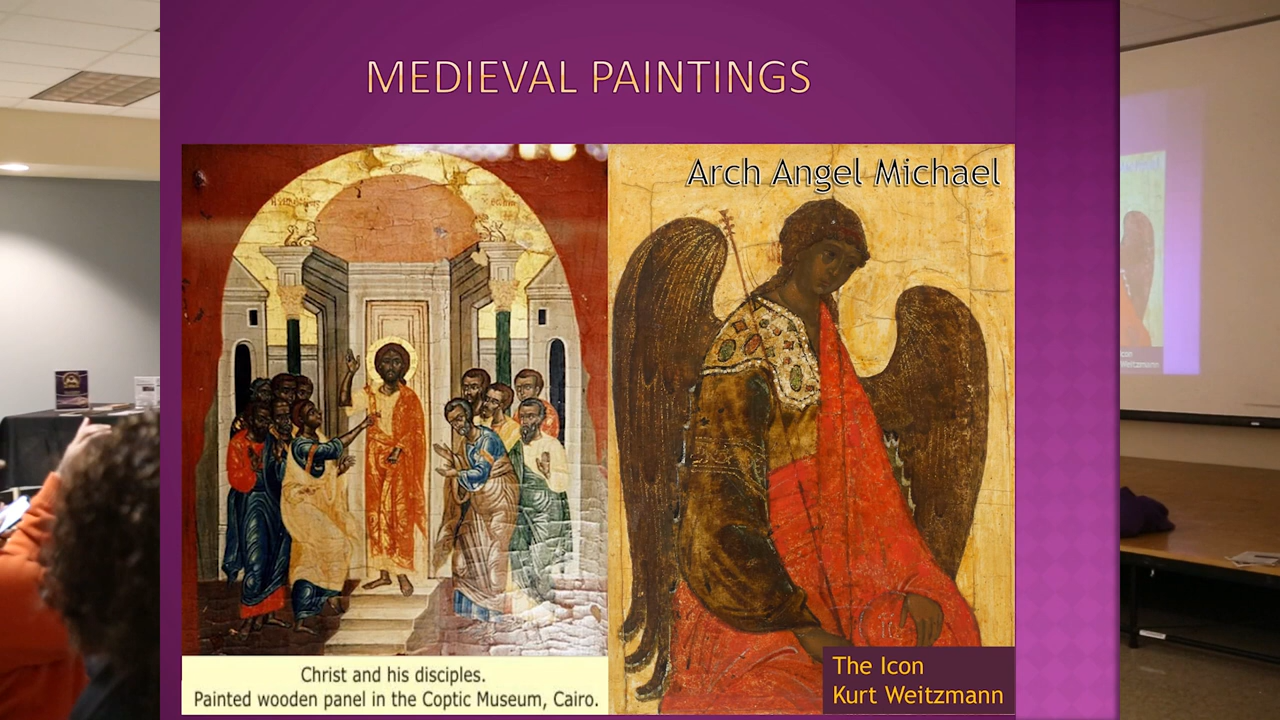 MEDIEVAL PAINTINGS
Arch Angel Michael
Christ and his disciples.
Painted wooden panel in the Coptic Museum, Cairo.
The Icon
Kurt Weitzmann